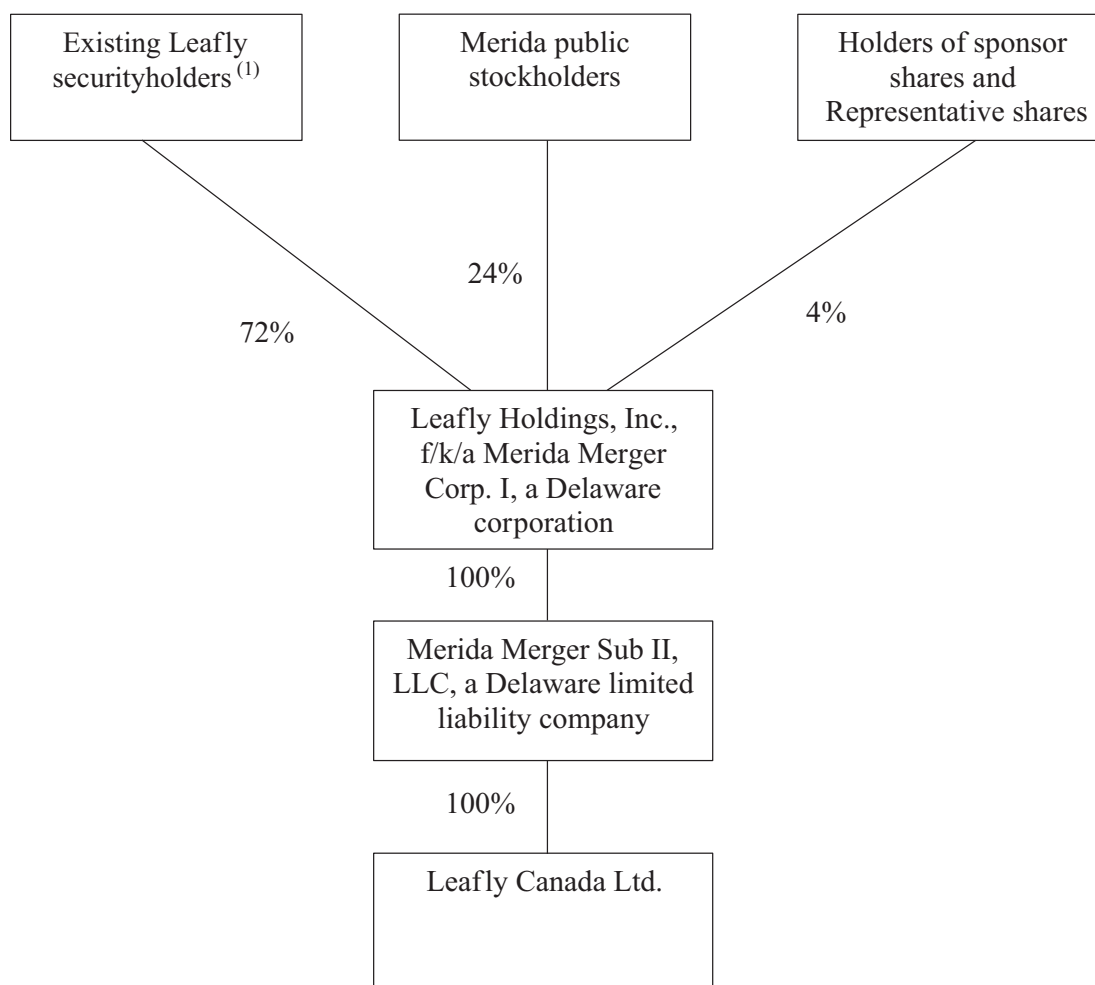 Existing Leafly
securityholders (1)
Merida public
stockholders
Holders of sponsor
shares and
Representative shares
24%
72%
4%
Leafly Holdings, Inc.,
f/k/a Merida Merger
Corp. I, a Delaware
corporation
100%
Merida Merger Sub II,
LLC, a Delaware limited
liability company
100%
Leafly Canada Ltd.